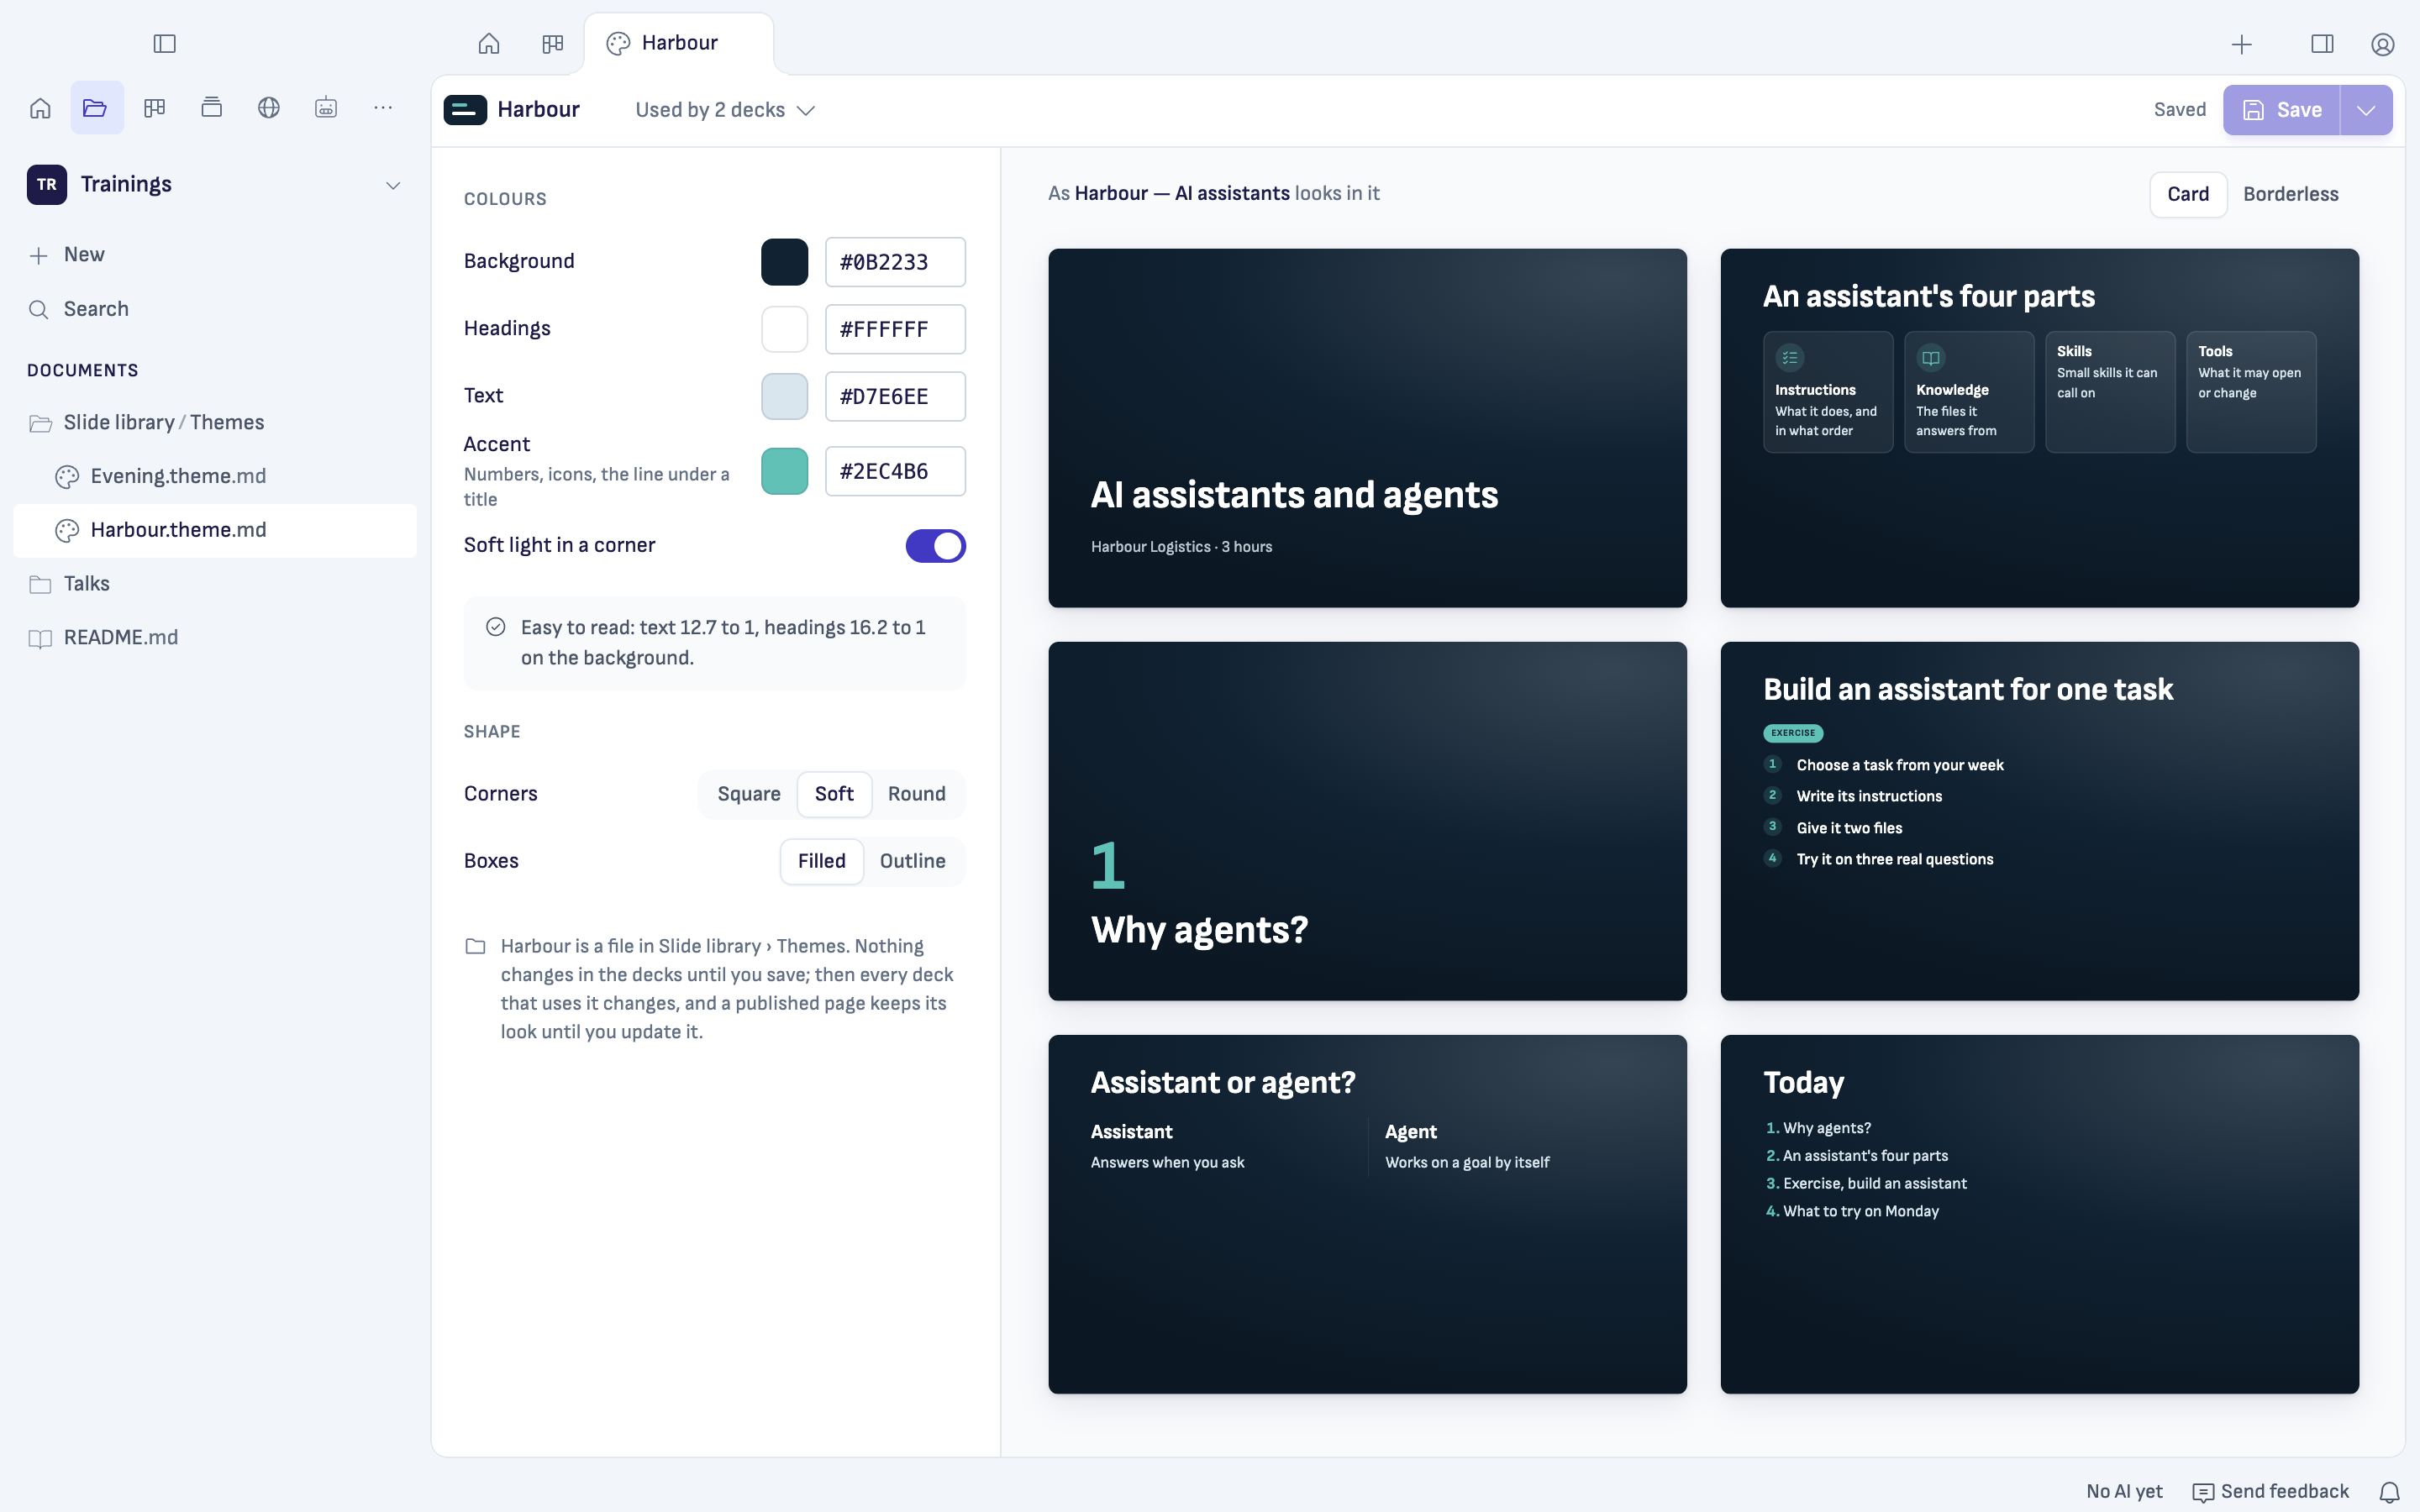 Harbour
Harbour
Used by 2 decks
Saved
Save
TR
Trainings
New
Search
DOCUMENTS
Slide library / Themes
Evening.theme.md
Harbour.theme.md
Talks
README.md
COLOURS
Background
#0B2233
Headings
#FFFFFF
Text
#D7E6EE
Accent
Numbers, icons, the line under a
title
#2EC4B6
Soft light in a corner
Easy to read: text 12.7 to 1, headings 16.2 to 1
on the background.
SHAPE
Corners
Square
Soft
Round
Boxes
Filled
Outline
Harbour is a file in Slide library › Themes. Nothing
changes in the decks until you save; then every deck
that uses it changes, and a published page keeps its
look until you update it.
As Harbour — AI assistants looks in it
Card
Borderless
AI assistants and agents
Harbour Logistics · 3 hours
An assistant's four parts
Instructions
What it does, and
in what order
Knowledge
The files it
answers from
Skills
Small skills it can
call on
Tools
What it may open
or change
1
Why agents?
Build an assistant for one task
EXERCISE
1 Choose a task from your week
2 Write its instructions
3 Give it two files
4 Try it on three real questions
Assistant or agent?
Assistant
Answers when you ask
Agent
Works on a goal by itself
Today
1. Why agents?
2. An assistant's four parts
3. Exercise, build an assistant
4. What to try on Monday
No AI yet
Send feedback